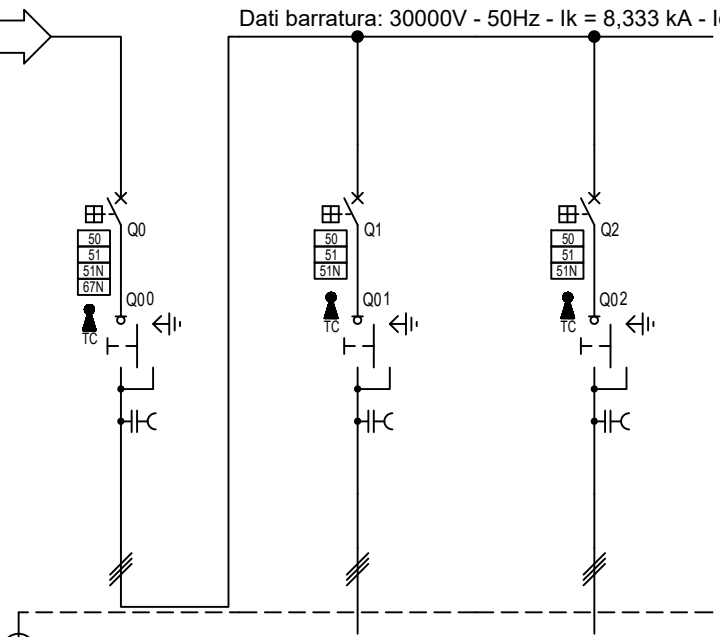 Dati barratura: 30000V - 50Hz - Ik = 8,333 kA -
Q0
50
51
51N
67N
Q00
TC
Q1
50
51
51N
Q01
TC
Q2
50
51
51N
Q02
TC